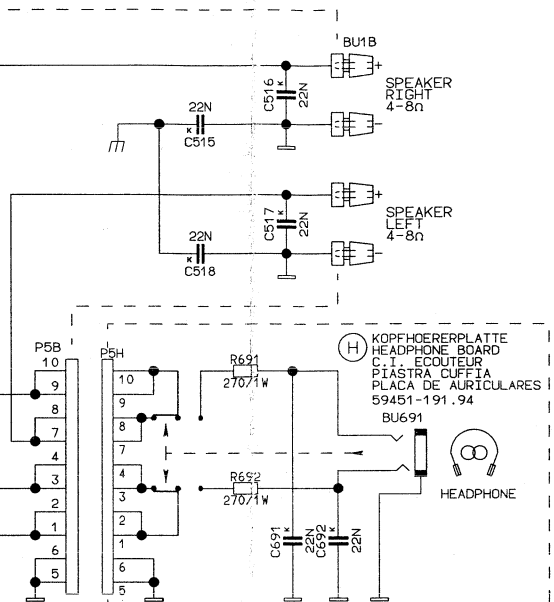 BU1B
+
C516
K
22N
SPEAKER
RIGHT
4-8Ω
-
22N
K
C515
+
C517
K
22N
SPEAKER
LEFT
4-8Ω
-
22N
K
C518
P5B
10
9
8
7
4
3
2
1
6
5
P5H
10
9
8
7
4
3
2
1
6
5
R691
270/1W
R692
270/1W
H
KOPFHOERERPLATTE
HEADPHONE BOARD
C.I. ECOUTEUR
PIASTRA CUFFIA
PLACA DE AURICULARES
59451-191.94
BU691
HEADPHONE
C691
K
22N
C692
K
22N